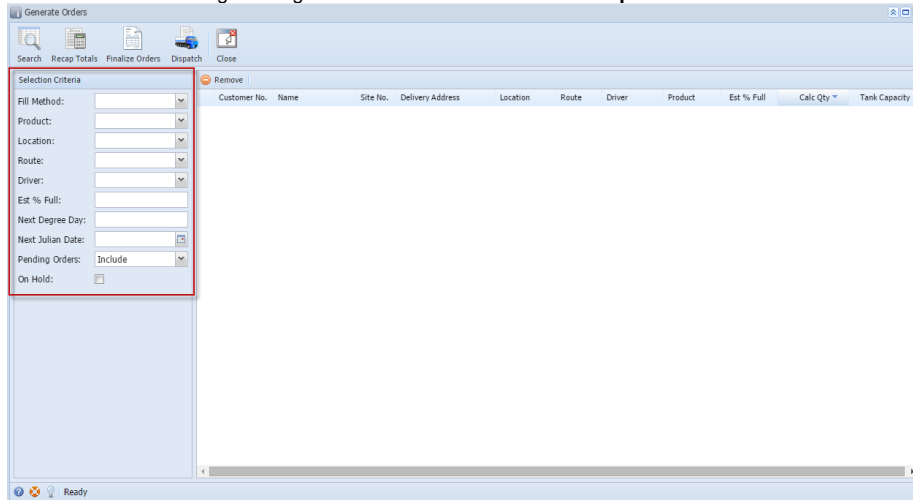 Generate Orders
Search Recap Totals Finalize Orders Dispatch Close
Selection Criteria
Remove
Customer No. Name Site No. Delivery Address Location Route Driver Product Est % Full Calc Qty Tank Capacity
Fill Method:
Product:
Location:
Route:
Driver:
Est % Full:
Next Degree Day:
Next Julian Date:
Pending Orders: Include
On Hold:
Ready